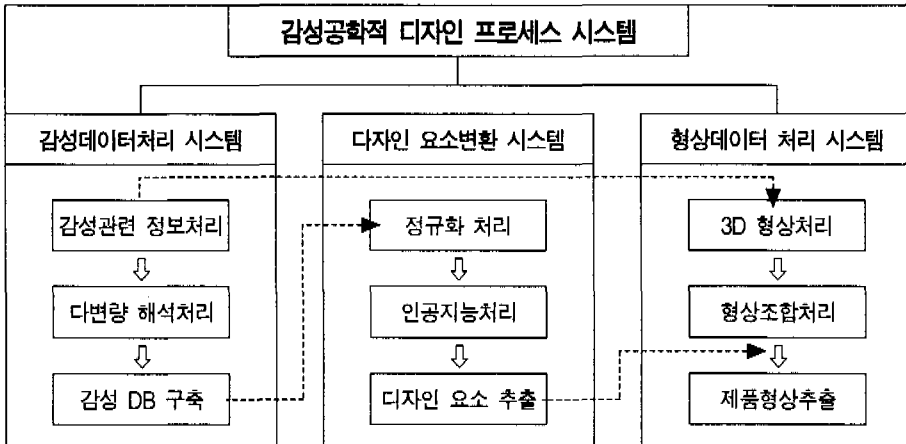 감성공학적 디자인 프로세스 시스템
감성데이터처리 시스템
다자인 요소변환 시스템
형상데이터 처리 시스템
감성관련 정보처리
정규화 처리
3D 형상처리
다변량 해석처리
인공지능처리
형상조합처리
감성 DB 구축
디자인 요소 추출
제품형상추출